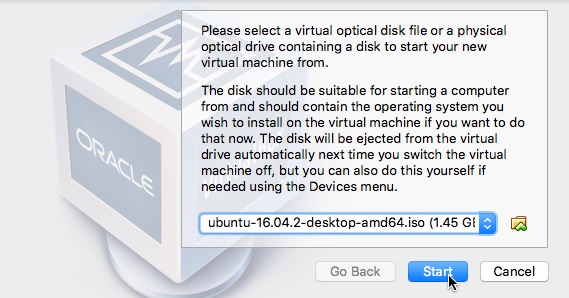 Please select a virtual optical disk file or a physical
optical drive containing a disk to start your new
virtual machine from.
The disk should be suitable for starting a computer
from and should contain the operating system you
wish to install on the virtual machine if you want to do
that now. The disk will be ejected from the virtual
drive automatically next time you switch the virtual
machine off, but you can also do this yourself if
needed using the Devices menu.
ORACLE
ubuntu-16.04.2-desktop-amd64.iso (1.45 GE
Go Back
Start
Cancel